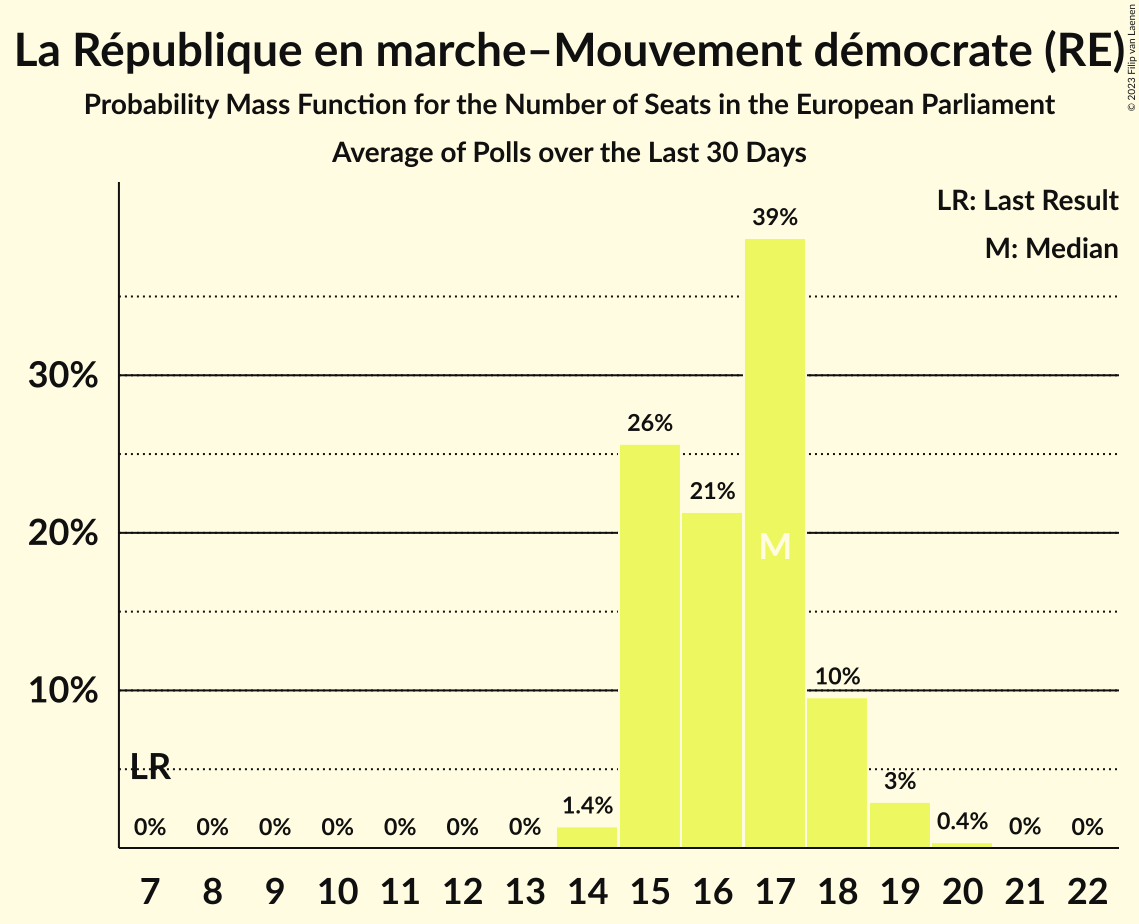 La République en marche–Mouvement démocrate (RE)
© 2023 Filip van Laenen
Probability Mass Function for the Number of Seats in the European Parliament
Average of Polls over the Last 30 Days
LR: Last Result
M: Median
39%
30%
26%
21%
20%
M
10%
10%
LR
3%
1.4%
0.4%
0% 0% 0% 0% 0% 0% 0% 0% 0%
7 8 9 10 11 12 13 14 15 16 17 18 19 20 21 22